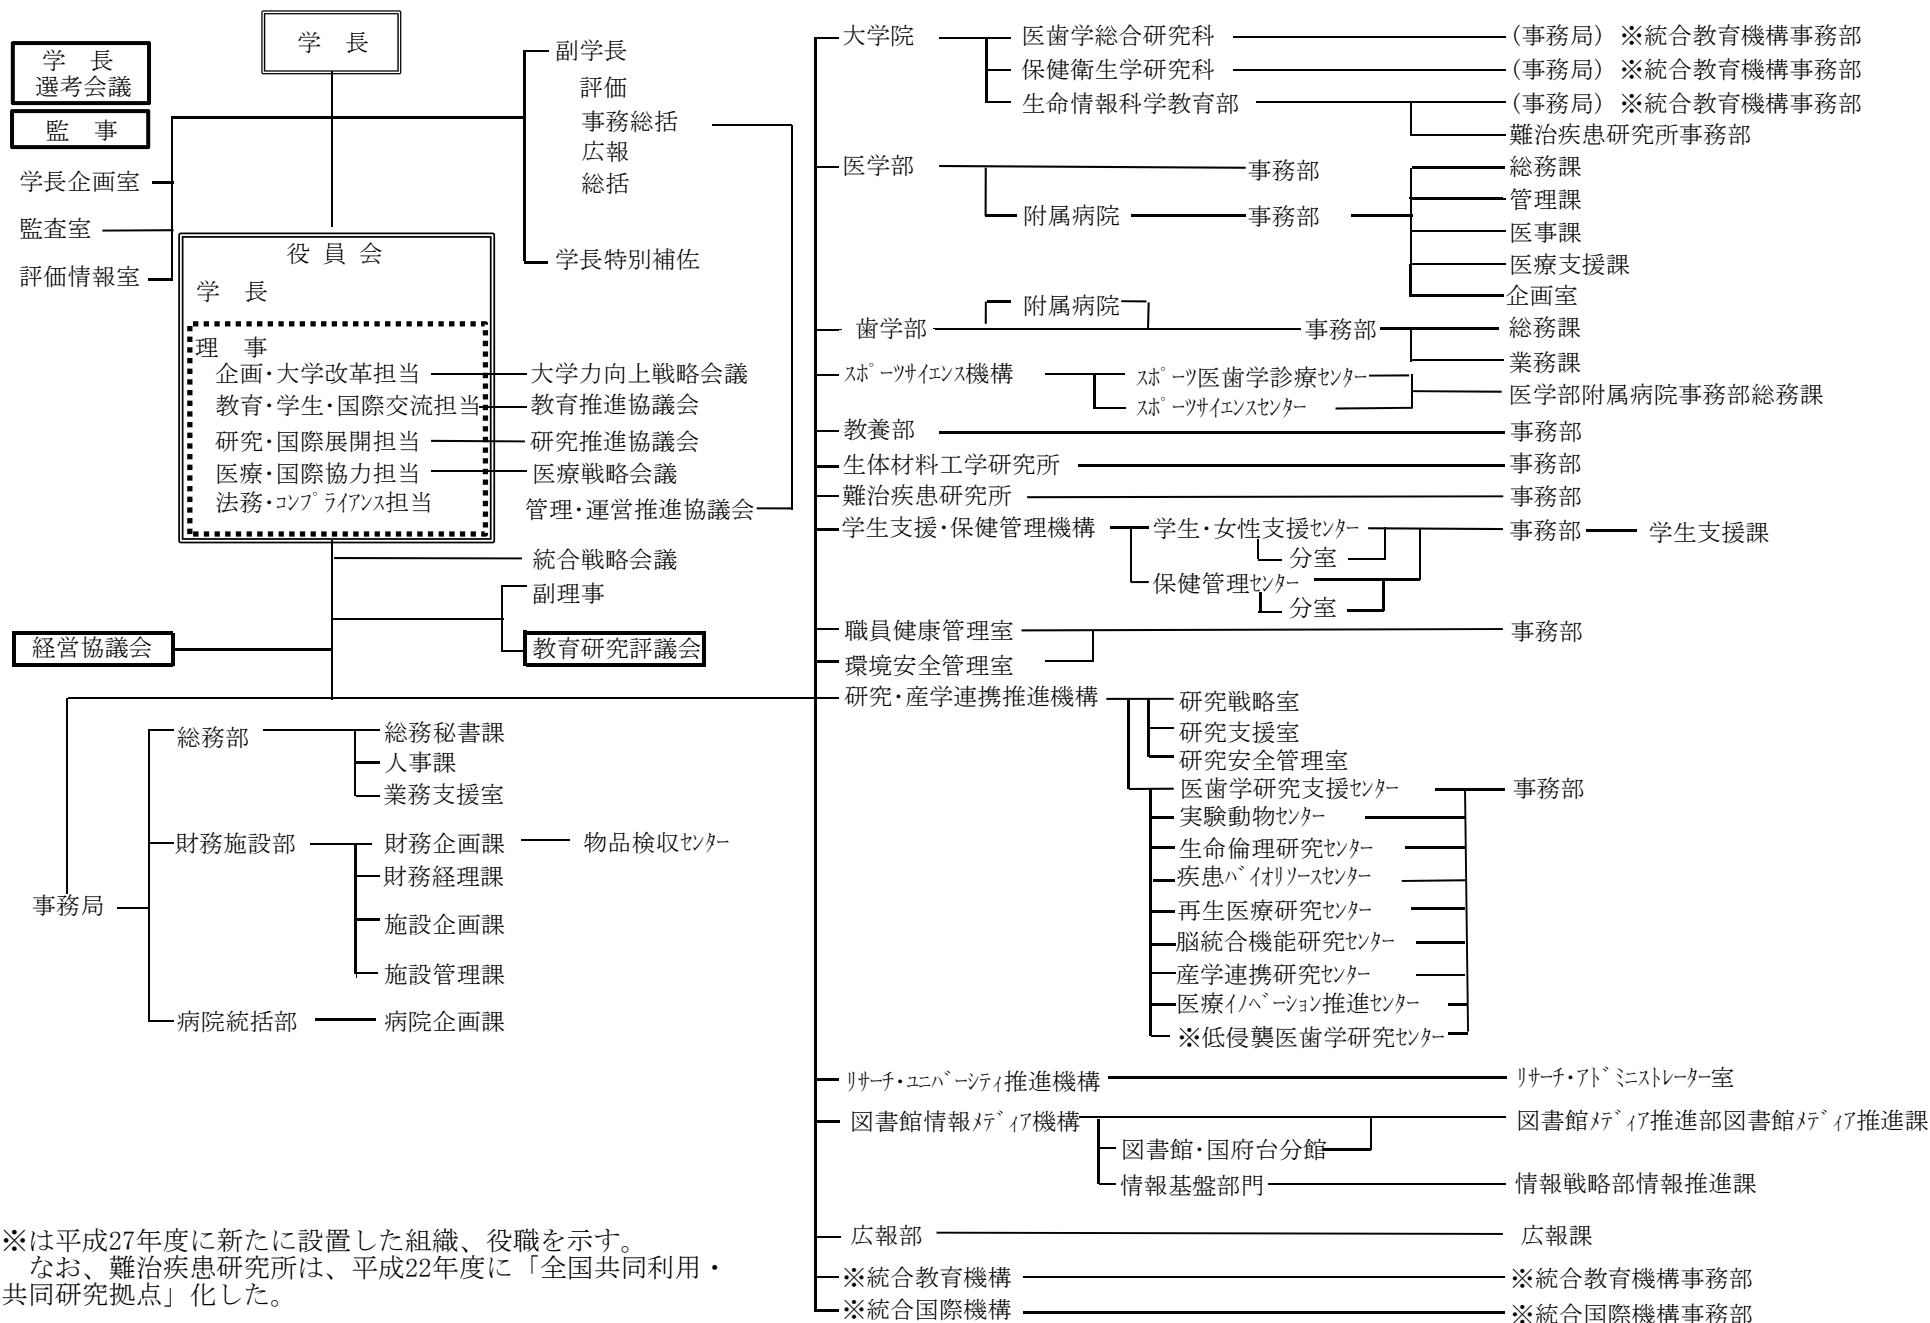 学　長
学　長
選考会議
監　事
学長企画室
監査室
評価情報室
副学長
評価
事務総括
広報
総括
学長特別補佐
役 員 会
学　長
理　事
企画・大学改革担当
大学力向上戦略会議
教育・学生・国際交流担当
教育推進協議会
研究・国際展開担当
研究推進協議会
医療・国際協力担当
医療戦略会議
法務・ｺﾝﾌﾟﾗｲｱﾝｽ担当
管理・運営推進協議会
統合戦略会議
副理事
経営協議会
教育研究評議会
事務局
総務部
総務秘書課
人事課
業務支援室
財務施設部
財務企画課
物品検収ｾﾝﾀｰ
財務経理課
施設企画課
施設管理課
病院統括部
病院企画課
※は平成27年度に新たに設置した組織、役職を示す。
なお、難治疾患研究所は、平成22年度に「全国共同利用・
共同研究拠点」化した。
大学院
医歯学総合研究科
(事務局) ※統合教育機構事務部
保健衛生学研究科
(事務局) ※統合教育機構事務部
生命情報科学教育部
(事務局) ※統合教育機構事務部
難治疾患研究所事務部
医学部
事務部
総務課
管理課
附属病院
事務部
医事課
医療支援課
企画室
附属病院
歯学部
事務部
総務課
業務課
ｽﾎﾟｰﾂｻｲｴﾝｽ機構
ｽﾎﾟｰﾂ医歯学診療ｾﾝﾀｰ
医学部附属病院事務部総務課
ｽﾎﾟｰﾂｻｲｴﾝｽｾﾝﾀｰ
教養部
事務部
生体材料工学研究所
事務部
難治疾患研究所
事務部
学生支援・保健管理機構
学生・女性支援ｾﾝﾀｰ
事務部
学生支援課
分室
保健管理ｾﾝﾀｰ
分室
職員健康管理室
事務部
環境安全管理室
研究・産学連携推進機構
研究戦略室
研究支援室
研究安全管理室
医歯学研究支援ｾﾝﾀｰ
事務部
実験動物ｾﾝﾀｰ
生命倫理研究ｾﾝﾀｰ
疾患ﾊﾞｲｵﾘｿｰｽｾﾝﾀｰ
再生医療研究ｾﾝﾀｰ
脳統合機能研究ｾﾝﾀｰ
産学連携研究ｾﾝﾀｰ
医療ｲﾉﾍﾞｰｼｮﾝ推進ｾﾝﾀｰ
※低侵襲医歯学研究ｾﾝﾀｰ
ﾘｻｰﾁ・ﾕﾆﾊﾞｰｼﾃｨ推進機構
ﾘｻｰﾁ・ｱﾄﾞﾐﾆｽﾄﾚｰﾀｰ室
図書館情報ﾒﾃﾞｨｱ機構
図書館ﾒﾃﾞｨｱ推進部図書館ﾒﾃﾞｨｱ推進課
図書館・国府台分館
情報基盤部門
情報戦略部情報推進課
広報部
広報課
※統合教育機構
※統合教育機構事務部
※統合国際機構
※統合国際機構事務部